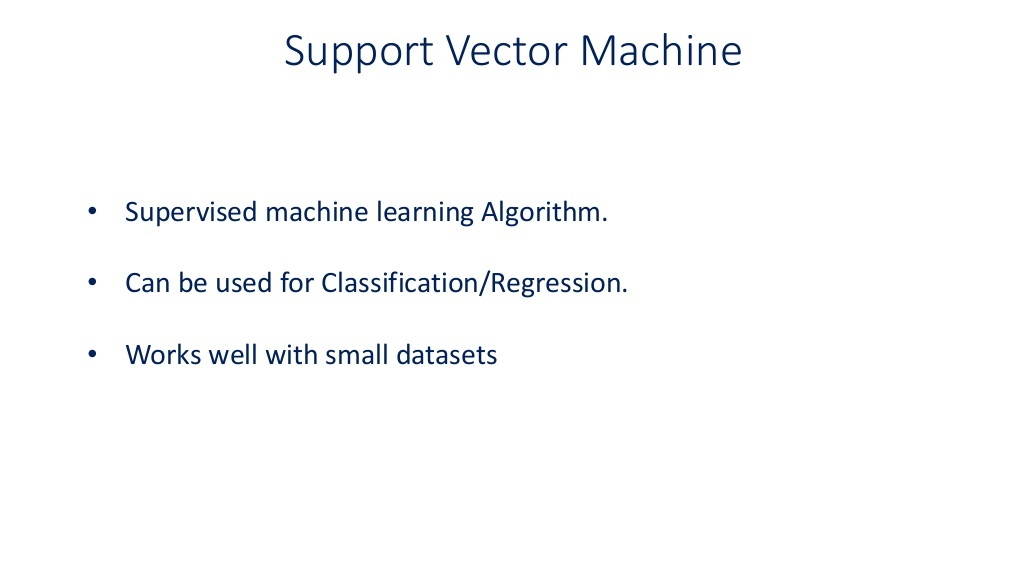 Support Vector Machine
• Supervised machine learning Algorithm.
• Can be used for Classification/Regression.
• Works well with small datasets